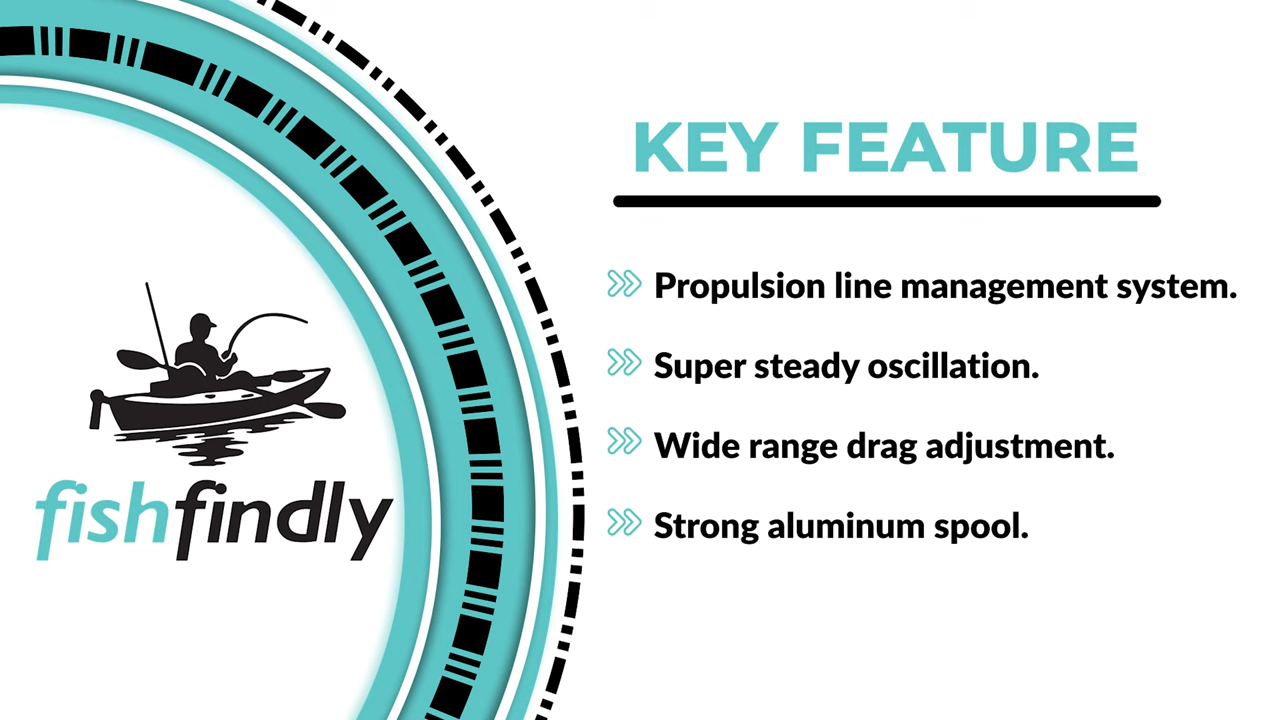 KEY FEATURE
Propulsion line management system.
Super steady oscillation.
Wide range drag adjustment.
Strong aluminum spool.
fishfindly